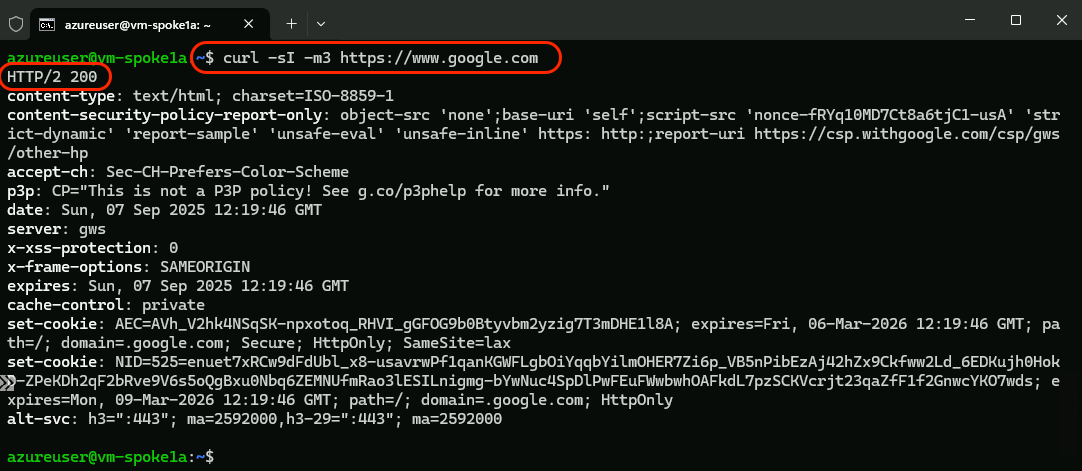 azureuser@vm-spoke1a: ~
azureuser@vm-spoke1a:~$ curl -sI -m3 https://www.google.com
HTTP/2 200
content-type: text/html; charset=ISO-8859-1
content-security-policy-report-only: object-src 'none';base-uri 'self';script-src 'nonce-fRYq10MD7Ct8a6tjC1-usA' 'str
ict-dynamic' 'report-sample' 'unsafe-eval' 'unsafe-inline' https: http:;report-uri https://csp.withgoogle.com/csp/gws
/other-hp
accept-ch: Sec-CH-Prefers-Color-Scheme
p3p: CP="This is not a P3P policy! See g.co/p3phelp for more info."
date: Sun, 07 Sep 2025 12:19:46 GMT
server: gws
x-xss-protection: 0
x-frame-options: SAMEORIGIN
expires: Sun, 07 Sep 2025 12:19:46 GMT
cache-control: private
set-cookie: AEC=AVh_V2hk4NSqSK-npxotoq_RHVI_gGFOG9b0Btyvbm2yzig7T3mDHE1l8A; expires=Fri, 06-Mar-2026 12:19:46 GMT; pa
th=/; domain=.google.com; Secure; HttpOnly; SameSite=lax
set-cookie: NID=525=enuet7xRCw9dFdUbl_x8-usavrwPf1qanKGWFLgbOiYqqbYilmOHER7Zi6p_VB5nPibEzAj42hZx9Ckfww2Ld_6EDKujh0Hok
-ZPeKDh2qF2bRve9V6s5oQgBxu0Nbq6ZEMNUfmRao3lESILnigmg-bYwNuc4SpDlPwFEuFWwbwhOAFkdL7pzSCKVcrjt23qaZfF1f2GnwcYKO7wds; e
xpires=Mon, 09-Mar-2026 12:19:46 GMT; path=/; domain=.google.com; HttpOnly
alt-svc: h3=":443"; ma=2592000,h3-29=":443"; ma=2592000
azureuser@vm-spoke1a:~$